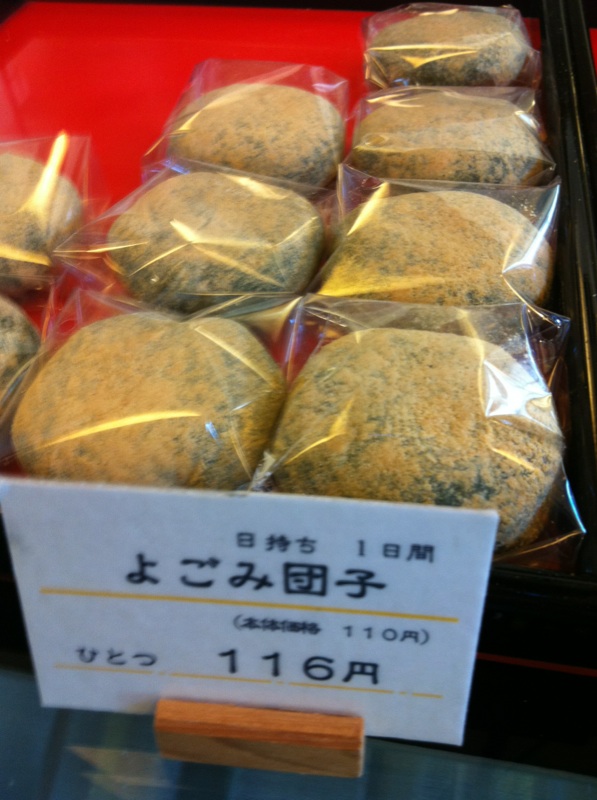 日持ち 1日間
よごみ団子
(本体価格 110円)
ひとつ 116円